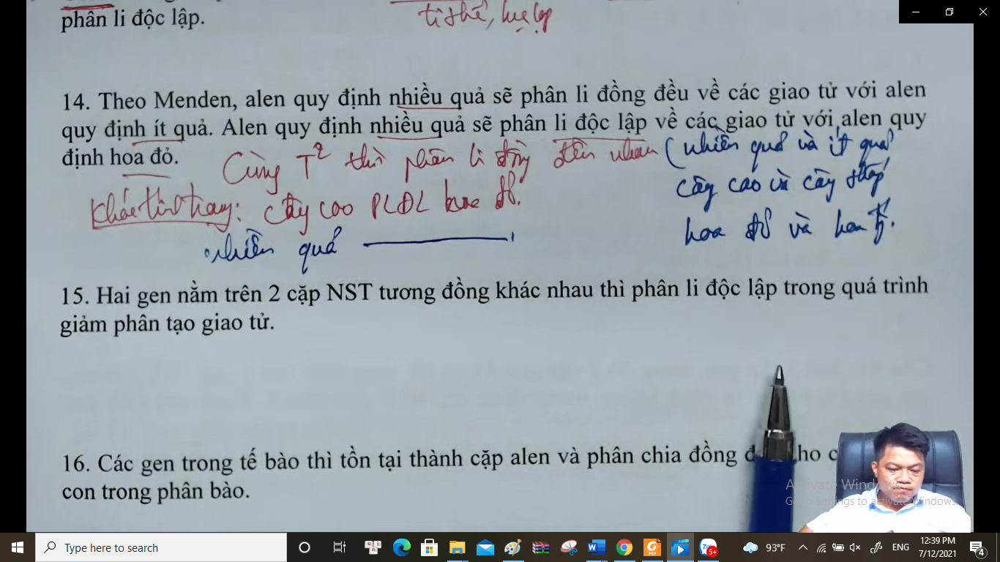 phân li độc lập.
14. Theo Menden, alen quy định nhiều quả sẽ phân li đồng đều về các giao tử với alen
quy định ít quả. Alen quy định nhiều quả sẽ phân li độc lập về các giao tử với alen quy
định hoa đỏ.
Cùng T² thì phân li đồng đều nhau (nhiều quả và ít quả
cây cao và cây thấp
Khác tính trạng: cây cao PLĐL hoa đỏ.
hoa đỏ và hoa
nhiều quả
15. Hai gen nằm trên 2 cặp NST tương đồng khác nhau thì phân li độc lập trong quá trình
giảm phân tạo giao tử.
16. Các gen trong tế bào thì tồn tại thành cặp alen và phân chia đồng
con trong phân bào.
Activate Windows
Go to Settings to activate Windows.
Type here to search
93°F
ENG
12:39 PM
7/12/2021
5+
4